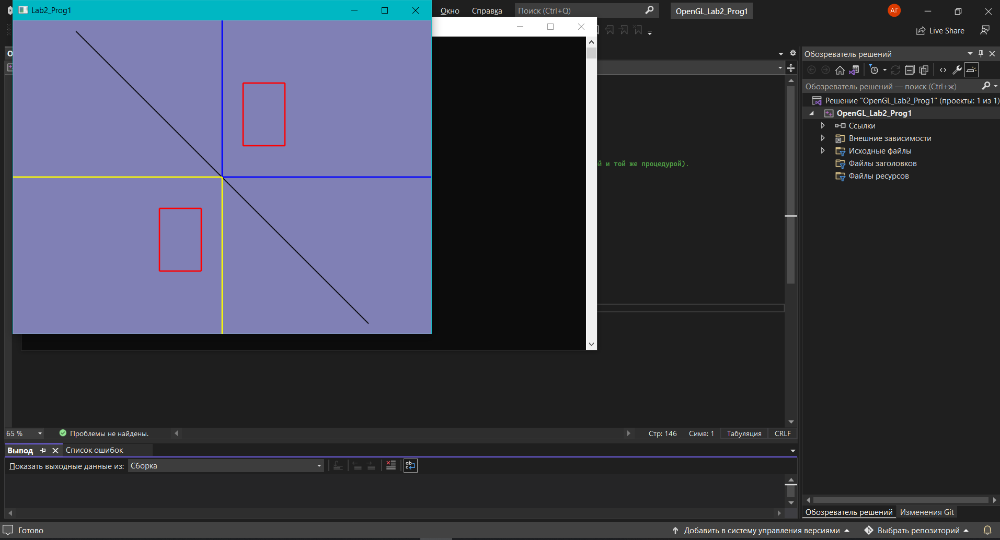 Lab2_Prog1
Окно Справка Поиск (Ctrl+Q) OpenGL_Lab2_Prog1 АГ
Live Share
Обозреватель решений
Обозреватель решений — поиск (Ctrl+ж)
Решение "OpenGL_Lab2_Prog1" (проекты: 1 из 1)
OpenGL_Lab2_Prog1
Ссылки
Внешние зависимости
Исходные файлы
Файлы заголовков
Файлы ресурсов
й и той же процедурой).
65 % Проблемы не найдены. Стр: 146 Симв: 1 Табуляция CRLF
Вывод Список ошибок
Показать выходные данные из: Сборка
Обозреватель решений Изменения Git
Готово Добавить в систему управления версиями Выбрать репозиторий